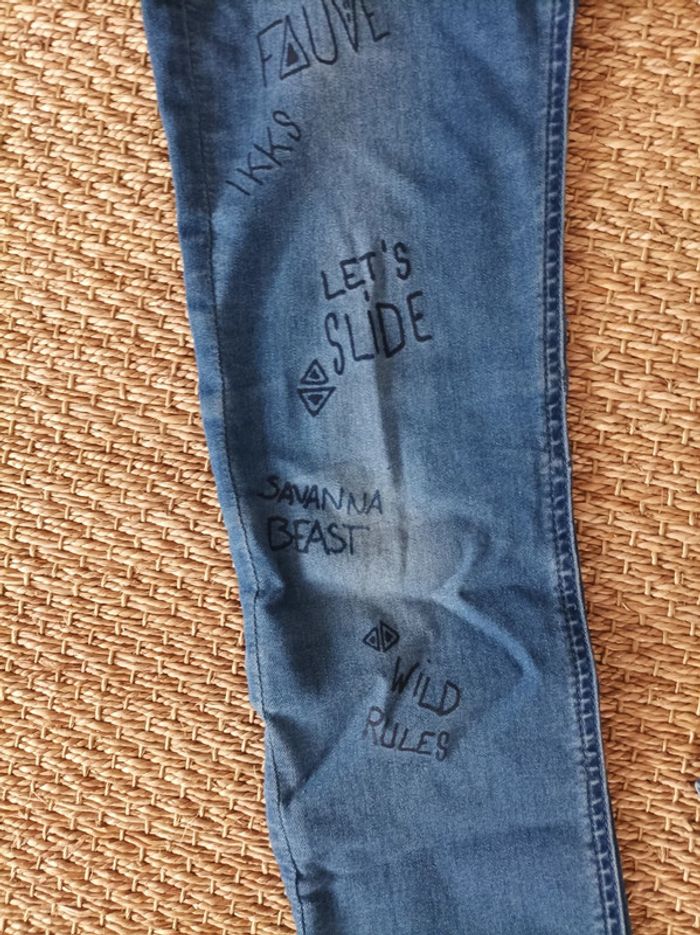 FAUVE
IKKS
LET'S
SLIDE
SAVANNA
BEAST
WILD
RULES